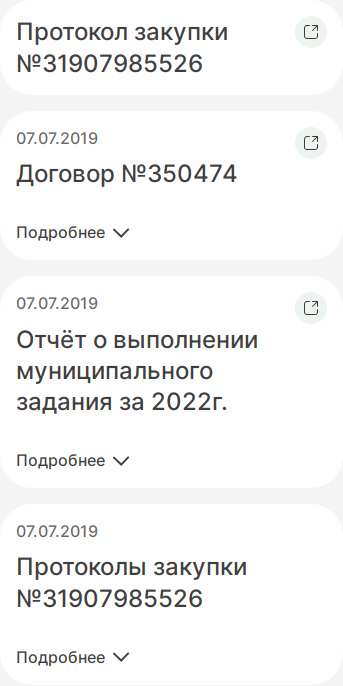 Протокол закупки
№31907985526
07.07.2019
Договор №350474
Подробнее
07.07.2019
Отчёт о выполнении
муниципального
задания за 2022г.
Подробнее
07.07.2019
Протоколы закупки
№31907985526
Подробнее